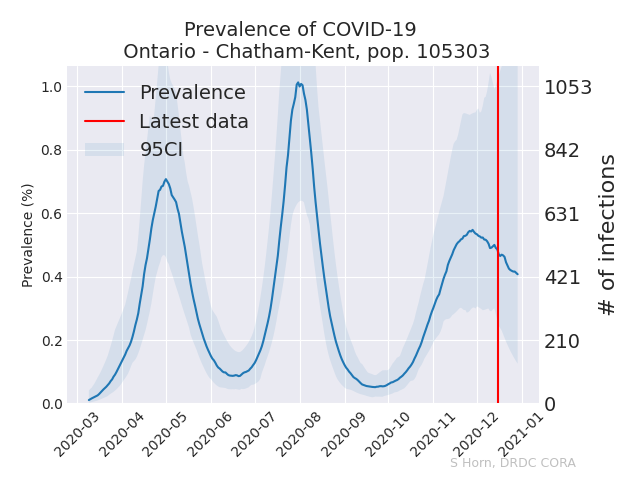 Prevalence of COVID-19
Ontario - Chatham-Kent, pop. 105303
Prevalence
Latest data
95CI
Prevalence (%)
1.0
0.8
0.6
0.4
0.2
0.0
1053
842
631
421
210
0
# of infections
2020-03
2020-04
2020-05
2020-06
2020-07
2020-08
2020-09
2020-10
2020-11
2020-12
2021-01
S Horn, DRDC CORA